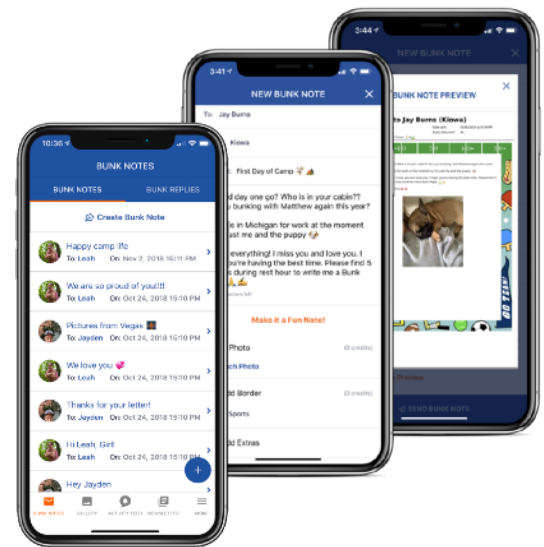 10:36
BUNK NOTES
BUNK NOTES BUNK REPLIES
Create Bunk Note
Happy camp life
To: Leah On: Nov 2, 2018 15:11 PM
We are so proud of you!!!!
To: Leah On: Oct 24, 2018 15:10 PM
Pictures from Vegas
To: Jayden On: Oct 24, 2018 15:10 PM
We love you 💞
To: Leah On: Oct 24, 2018 15:10 PM
Thanks for your letter!
To: Jayden On: Oct 24, 2018 15:10 PM
Hi Leah, Girl!
To: Leah On: Oct 24, 2018 15:10 PM
+
Hey Jayden
BUNK NOTES GALLERY NEWSLETTER MORE
3:41
NEW BUNK NOTE
To: Jay Burns
Kiowa
First Day of Camp
day one go? Who is in your cabin??
bunking with Matthew again this year?
is in Michigan for work at the moment
just me and the puppy
everything! I miss you and love you. I
you're having the best time. Please find 5
during rest hour to write me a Bunk
left
Make it a Fun Note!
Photo (0 credits)
Photo
Border (0 credits)
Sports
Extras
3:44
NEW BUNK NOTE
BUNK NOTE PREVIEW
to Jay Burns (Kiowa)
GO TEAM!
Preview
SEND BUNK NOTE